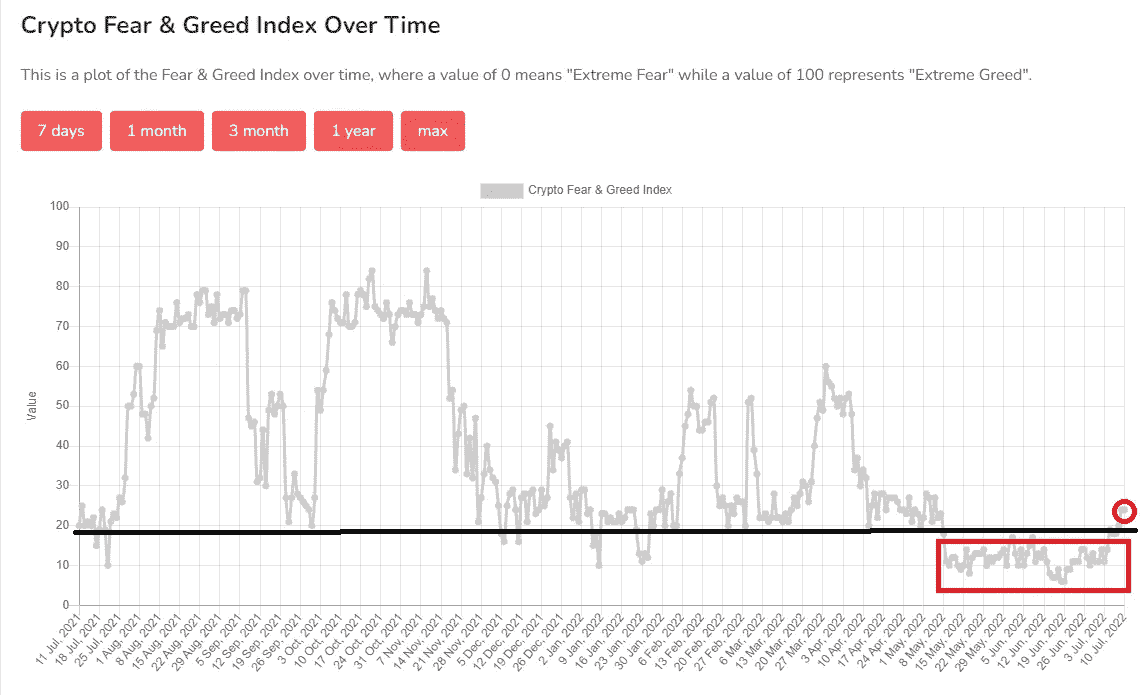 Crypto Fear & Greed Index Over Time
This is a plot of the Fear & Greed Index over time, where a value of 0 means "Extreme Fear" while a value of 100 represents "Extreme Greed".
7 days
1 month
3 month
1 year
max
Crypto Fear & Greed Index
100
90
80
70
60
50
40
30
20
10
0
Value
11 Jul, 2021
18 Jul, 2021
25 Jul, 2021
1 Aug, 2021
8 Aug, 2021
15 Aug, 2021
22 Aug, 2021
29 Aug, 2021
5 Sep, 2021
12 Sep, 2021
19 Sep, 2021
26 Sep, 2021
3 Oct, 2021
10 Oct, 2021
17 Oct, 2021
24 Oct, 2021
31 Oct, 2021
7 Nov, 2021
14 Nov, 2021
21 Nov, 2021
28 Nov, 2021
5 Dec, 2021
12 Dec, 2021
19 Dec, 2021
26 Dec, 2021
2 Jan, 2022
9 Jan, 2022
16 Jan, 2022
23 Jan, 2022
30 Jan, 2022
6 Feb, 2022
13 Feb, 2022
20 Feb, 2022
27 Feb, 2022
6 Mar, 2022
13 Mar, 2022
20 Mar, 2022
27 Mar, 2022
3 Apr, 2022
10 Apr, 2022
17 Apr, 2022
24 Apr, 2022
1 May, 2022
8 May, 2022
15 May, 2022
22 May, 2022
29 May, 2022
5 Jun, 2022
12 Jun, 2022
19 Jun, 2022
26 Jun, 2022
3 Jul, 2022
10 Jul, 2022